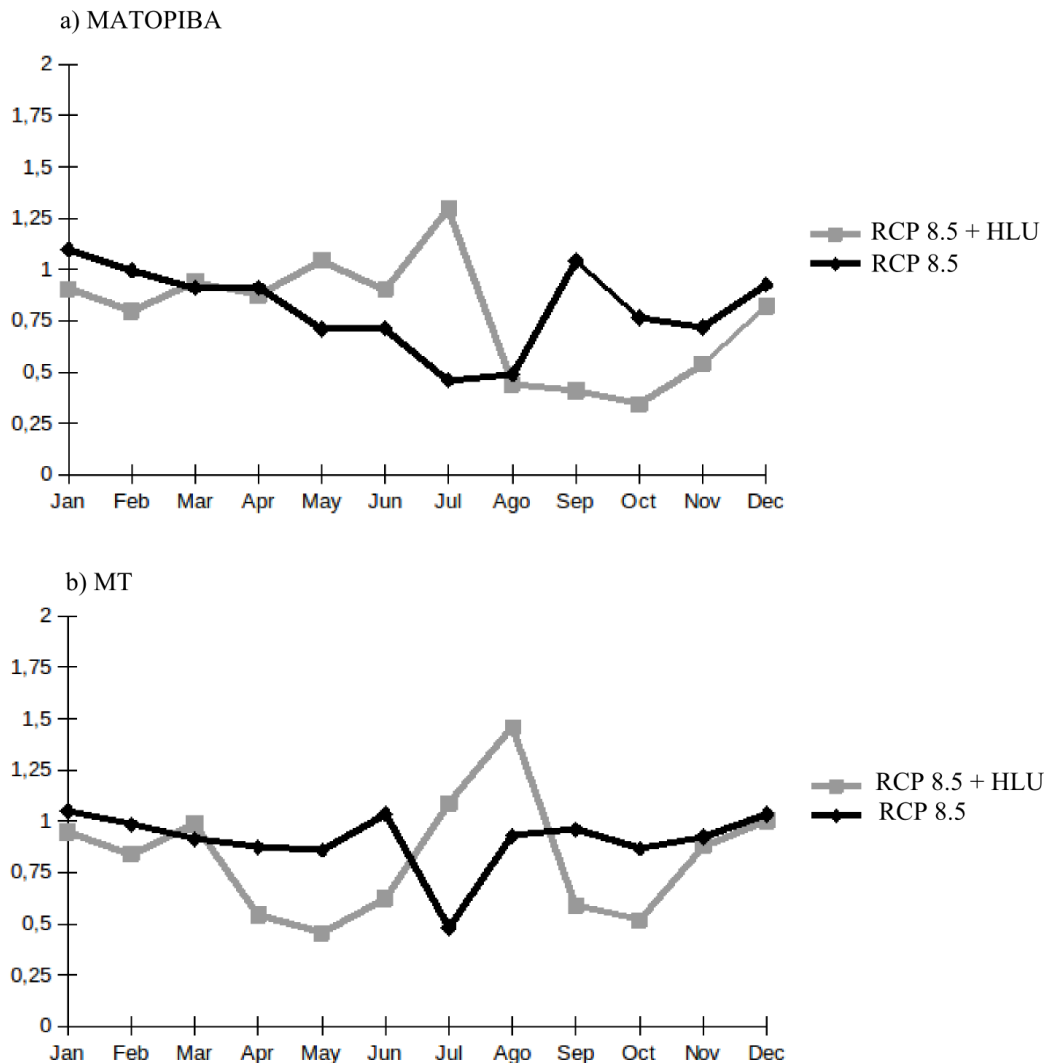 a) MATOPIBA
2
1,75
1,5
1,25
1
0,75
0,5
0,25
0
Jan Feb Mar Apr May Jun Jul Ago Sep Oct Nov Dec
RCP 8.5 + HLU
RCP 8.5
b) MT
2
1,75
1,5
1,25
1
0,75
0,5
0,25
0
Jan Feb Mar Apr May Jun Jul Ago Sep Oct Nov Dec
RCP 8.5 + HLU
RCP 8.5